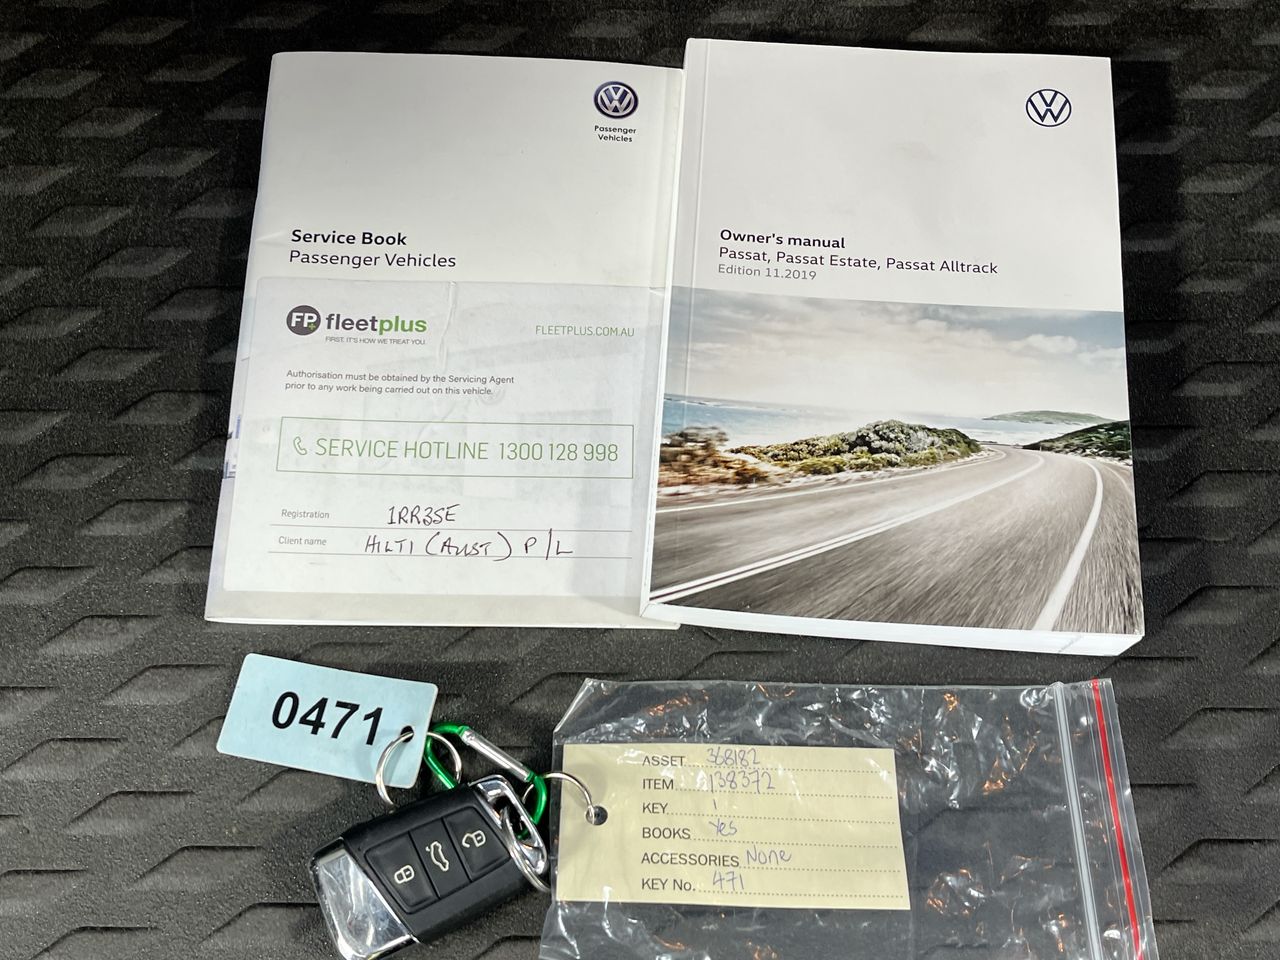 Passenger
Vehicles
Service Book
Passenger Vehicles
FP+ fleetplus
FIRST. IT'S HOW WE TREAT YOU.
FLEETPLUS.COM.AU
Authorisation must be obtained by the Servicing Agent
prior to any work being carried out on this vehicle.
SERVICE HOTLINE 1300 128 998
Registration 1RR3SE
Client name HILTI (AUST) P/L
Owner's manual
Passat, Passat Estate, Passat Alltrack
Edition 11.2019
0471
ASSET 368182
ITEM 138372
KEY 1
BOOKS Yes
ACCESSORIES None
KEY No. 471